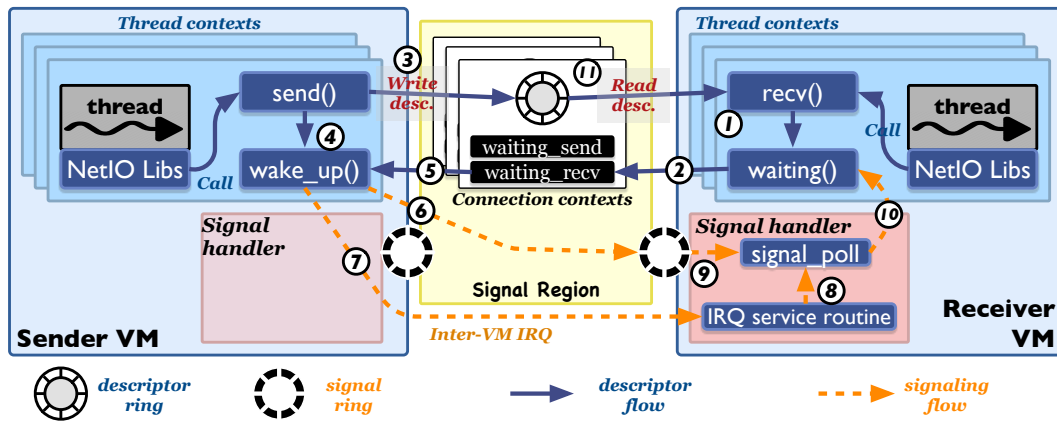 Thread contexts
Thread contexts
3
11
send()
Write
desc.
Read
desc.
recv()
thread
thread
1
4
Call
waiting_send
NetIO Libs
wake_up()
5
waiting_recv
2
waiting()
NetIO Libs
Call
Connection contexts
6
10
Signal
handler
Signal handler
7
signal_poll
9
8
Signal Region
IRQ service routine
Sender VM
Inter-VM IRQ
Receiver
VM
descriptor
ring
signal
ring
descriptor
flow
signaling
flow